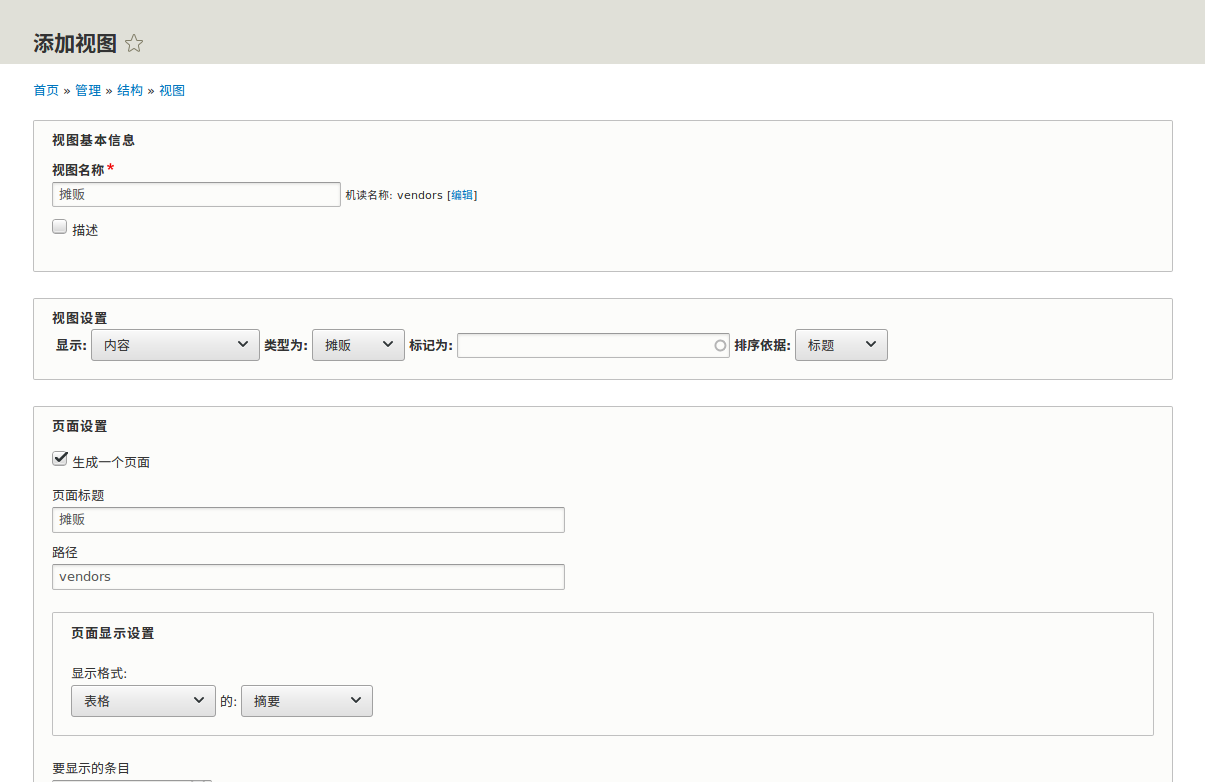 添加视图
首页 » 管理 » 结构 » 视图
视图基本信息
视图名称*
摊贩 机读名称: vendors [编辑]
描述
视图设置
显示: 内容 类型为: 摊贩 标记为: 排序依据: 标题
页面设置
生成一个页面
页面标题
摊贩
路径
vendors
页面显示设置
显示格式:
表格 的: 摘要
要显示的条目